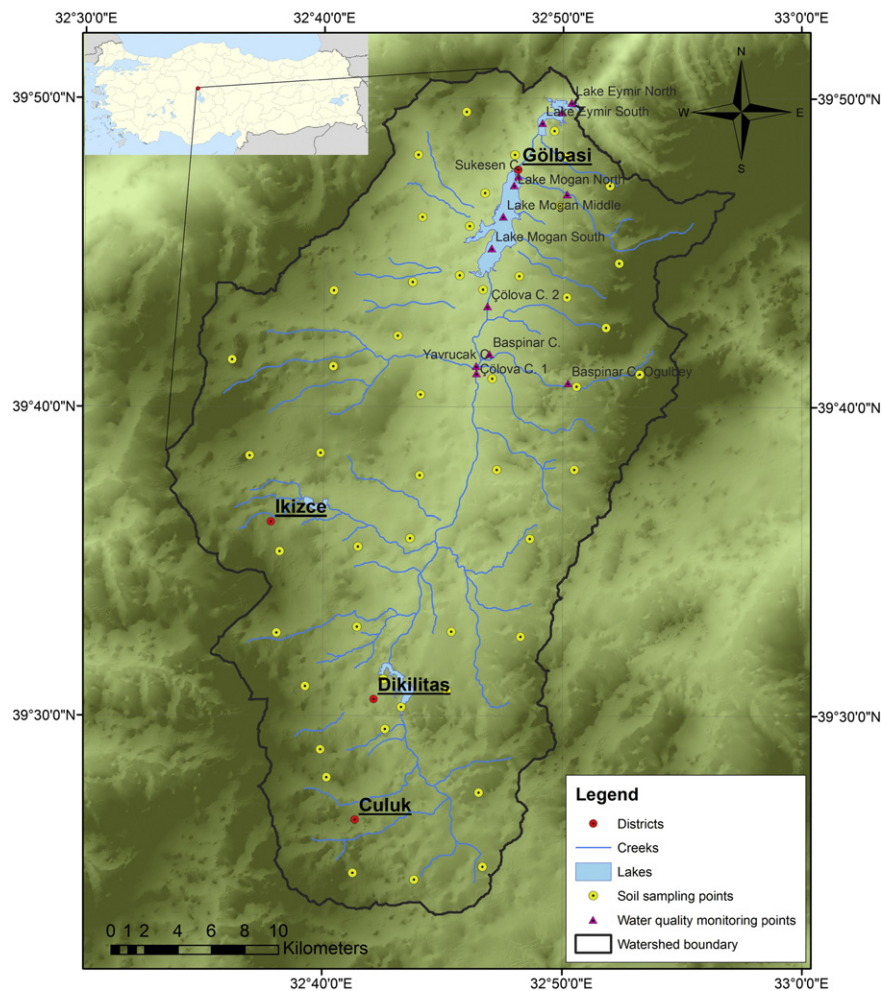 32°30'0"E
32°40'0"E
32°50'0"E
33°0'0"E
N
39°50'0"N
39°50'0"N
Lake Eymir North
W
E
Lake Eymir South
S
Gölbasi
Sukesen C.
Lake Mogan North
Lake Mogan Middle
Lake Mogan South
Çölova C. 2
Baspinar C.
Yavrucak C.
Çölova C. 1
Baspinar C. Ogulbey
39°40'0"N
39°40'0"N
Ikizce
Dikilitas
39°30'0"N
39°30'0"N
Culuk
Legend
Districts
Creeks
Lakes
Soil sampling points
Water quality monitoring points
Watershed boundary
0 1 2 4 6 8 10
Kilometers
32°40'0"E
32°50'0"E
33°0'0"E